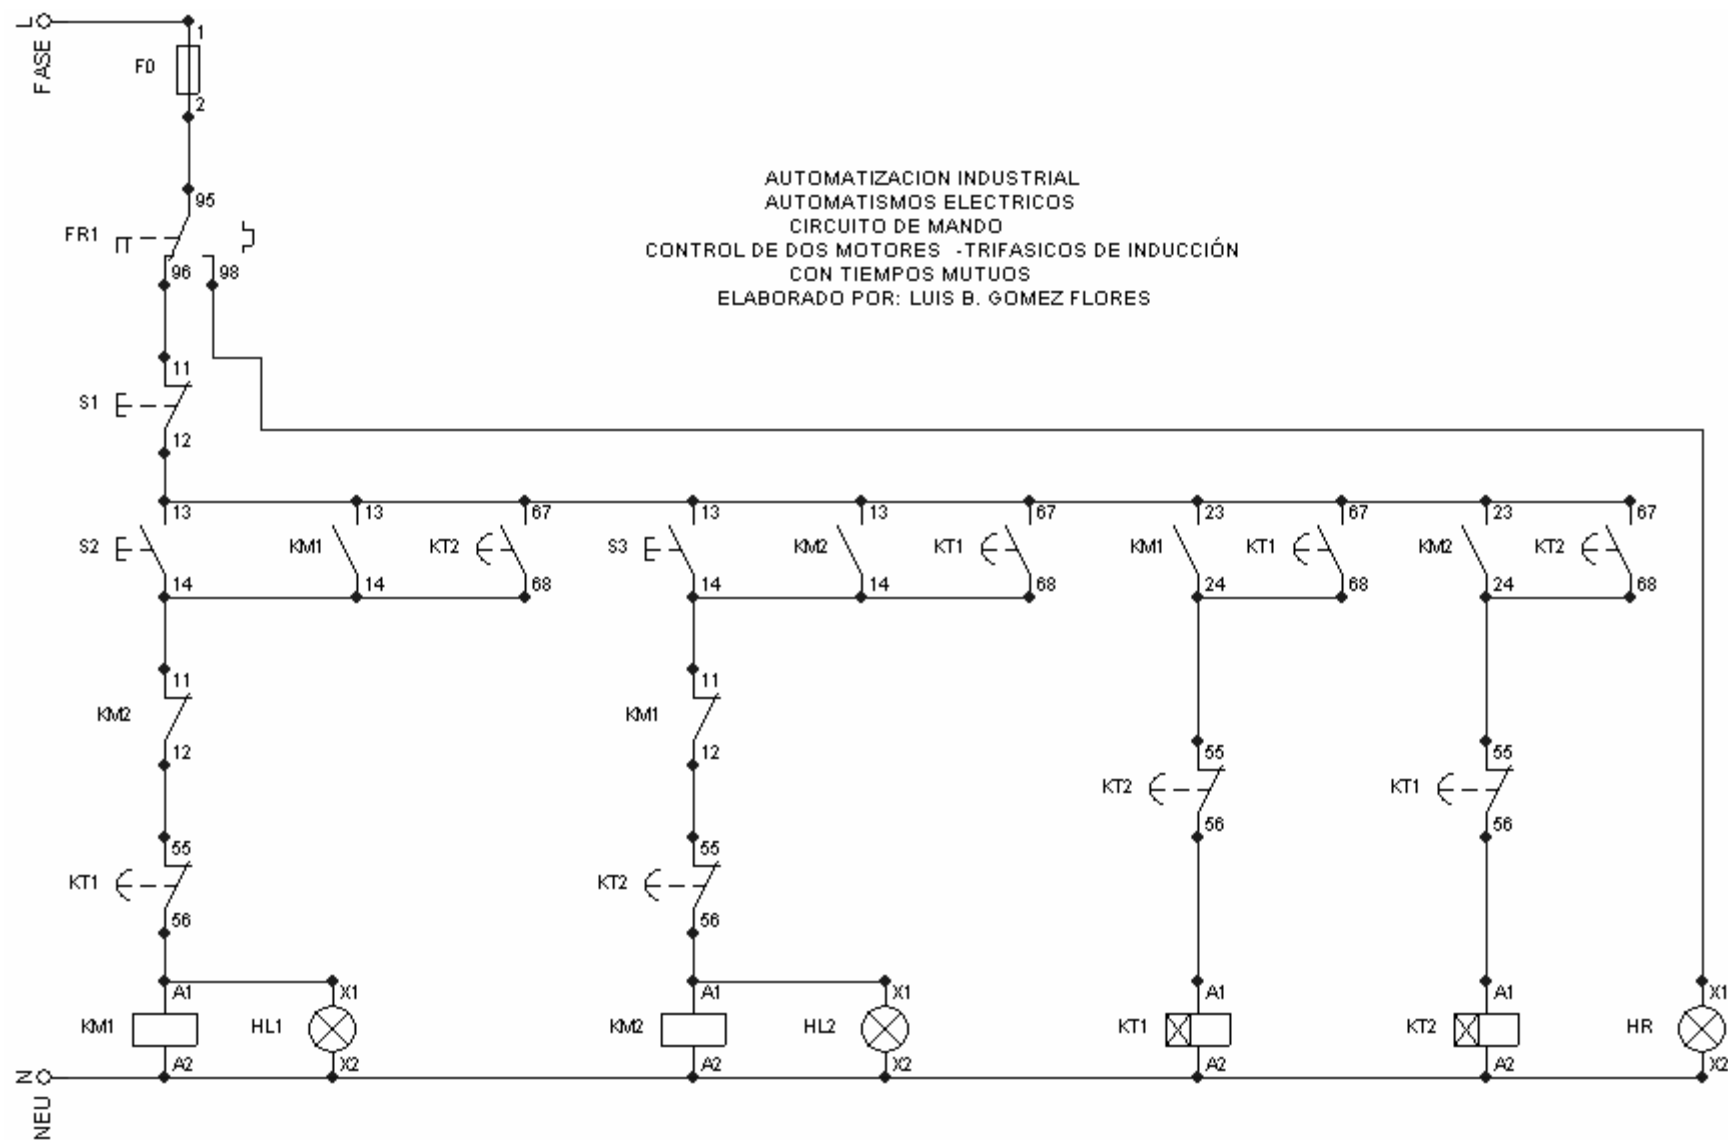 L
FASE
1
F0
2
95
FR1
96
98
AUTOMATIZACION INDUSTRIAL
AUTOMATISMOS ELECTRICOS
CIRCUITO DE MANDO
CONTROL DE DOS MOTORES -TRIFASICOS DE INDUCCIÓN
CON TIEMPOS MUTUOS
ELABORADO POR: LUIS B. GOMEZ FLORES
11
S1
12
13 13 67 13 13 67 23 67 23 67
S2 KM1 KT2 S3 KM2 KT1 KM1 KT1 KM2 KT2
14 14 68 14 14 68 24 68 24 68
11 11
KM2 KM1
12 12
55 55
KT2 KT1
56 56
55 55
KT1 KT2
56 56
A1 X1 A1 X1 A1 A1 X1
KM1 HL1 KM2 HL2 KT1 KT2 HR
A2 X2 A2 X2 A2 A2 X2
N
NEU